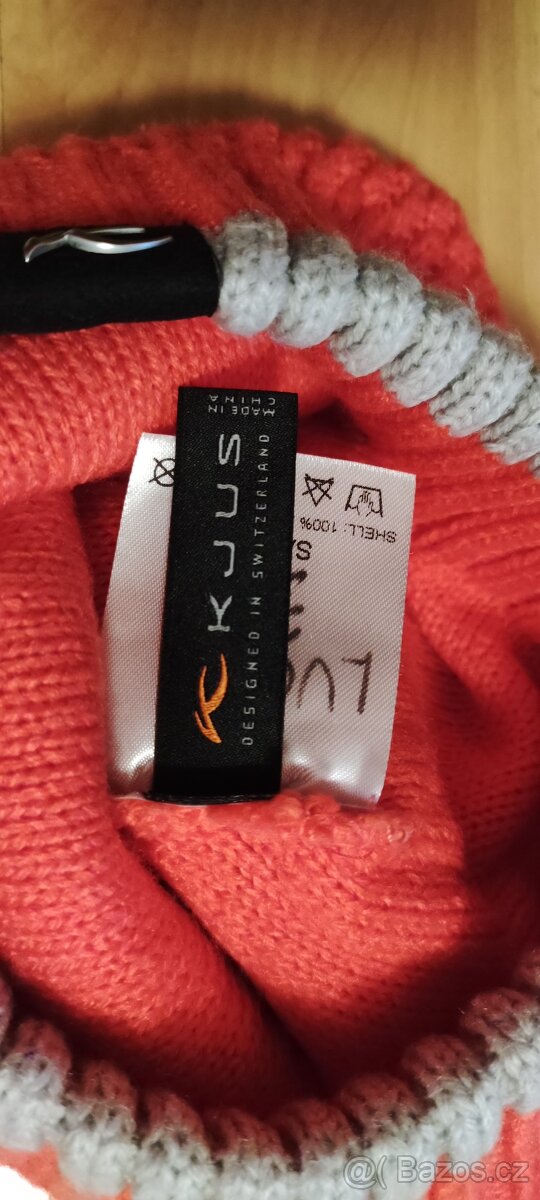 KJUS
DESIGNED IN SWITZERLAND
MADE IN
CHINA
SHELL: 100%
Bazos.cz